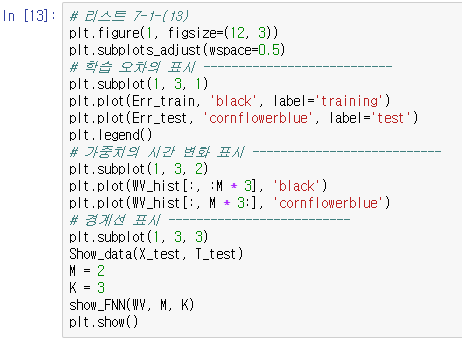 In [13]:
# 리스트 7-1-(13)
plt.figure(1, figsize=(12, 3))
plt.subplots_adjust(wspace=0.5)
# 학습 오차의 표시 ---------------------------
plt.subplot(1, 3, 1)
plt.plot(Err_train, 'black', label='training')
plt.plot(Err_test, 'cornflowerblue', label='test')
plt.legend()
# 가중치의 시간 변화 표시 ---------------------------
plt.subplot(1, 3, 2)
plt.plot(WV_hist[:, :M * 3], 'black')
plt.plot(WV_hist[:, M * 3:], 'cornflowerblue')
# 경계선 표시 --------------------------
plt.subplot(1, 3, 3)
Show_data(X_test, T_test)
M = 2
K = 3
show_FNN(WV, M, K)
plt.show()